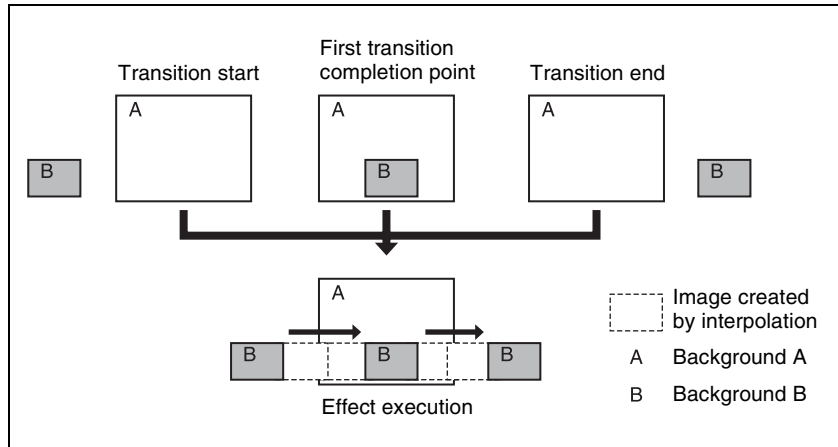 Transition start
First transition
completion point
Transition end
A
A
A
B
B
B
A
B
B
B
Effect execution
Image created
by interpolation
A Background A
B Background B